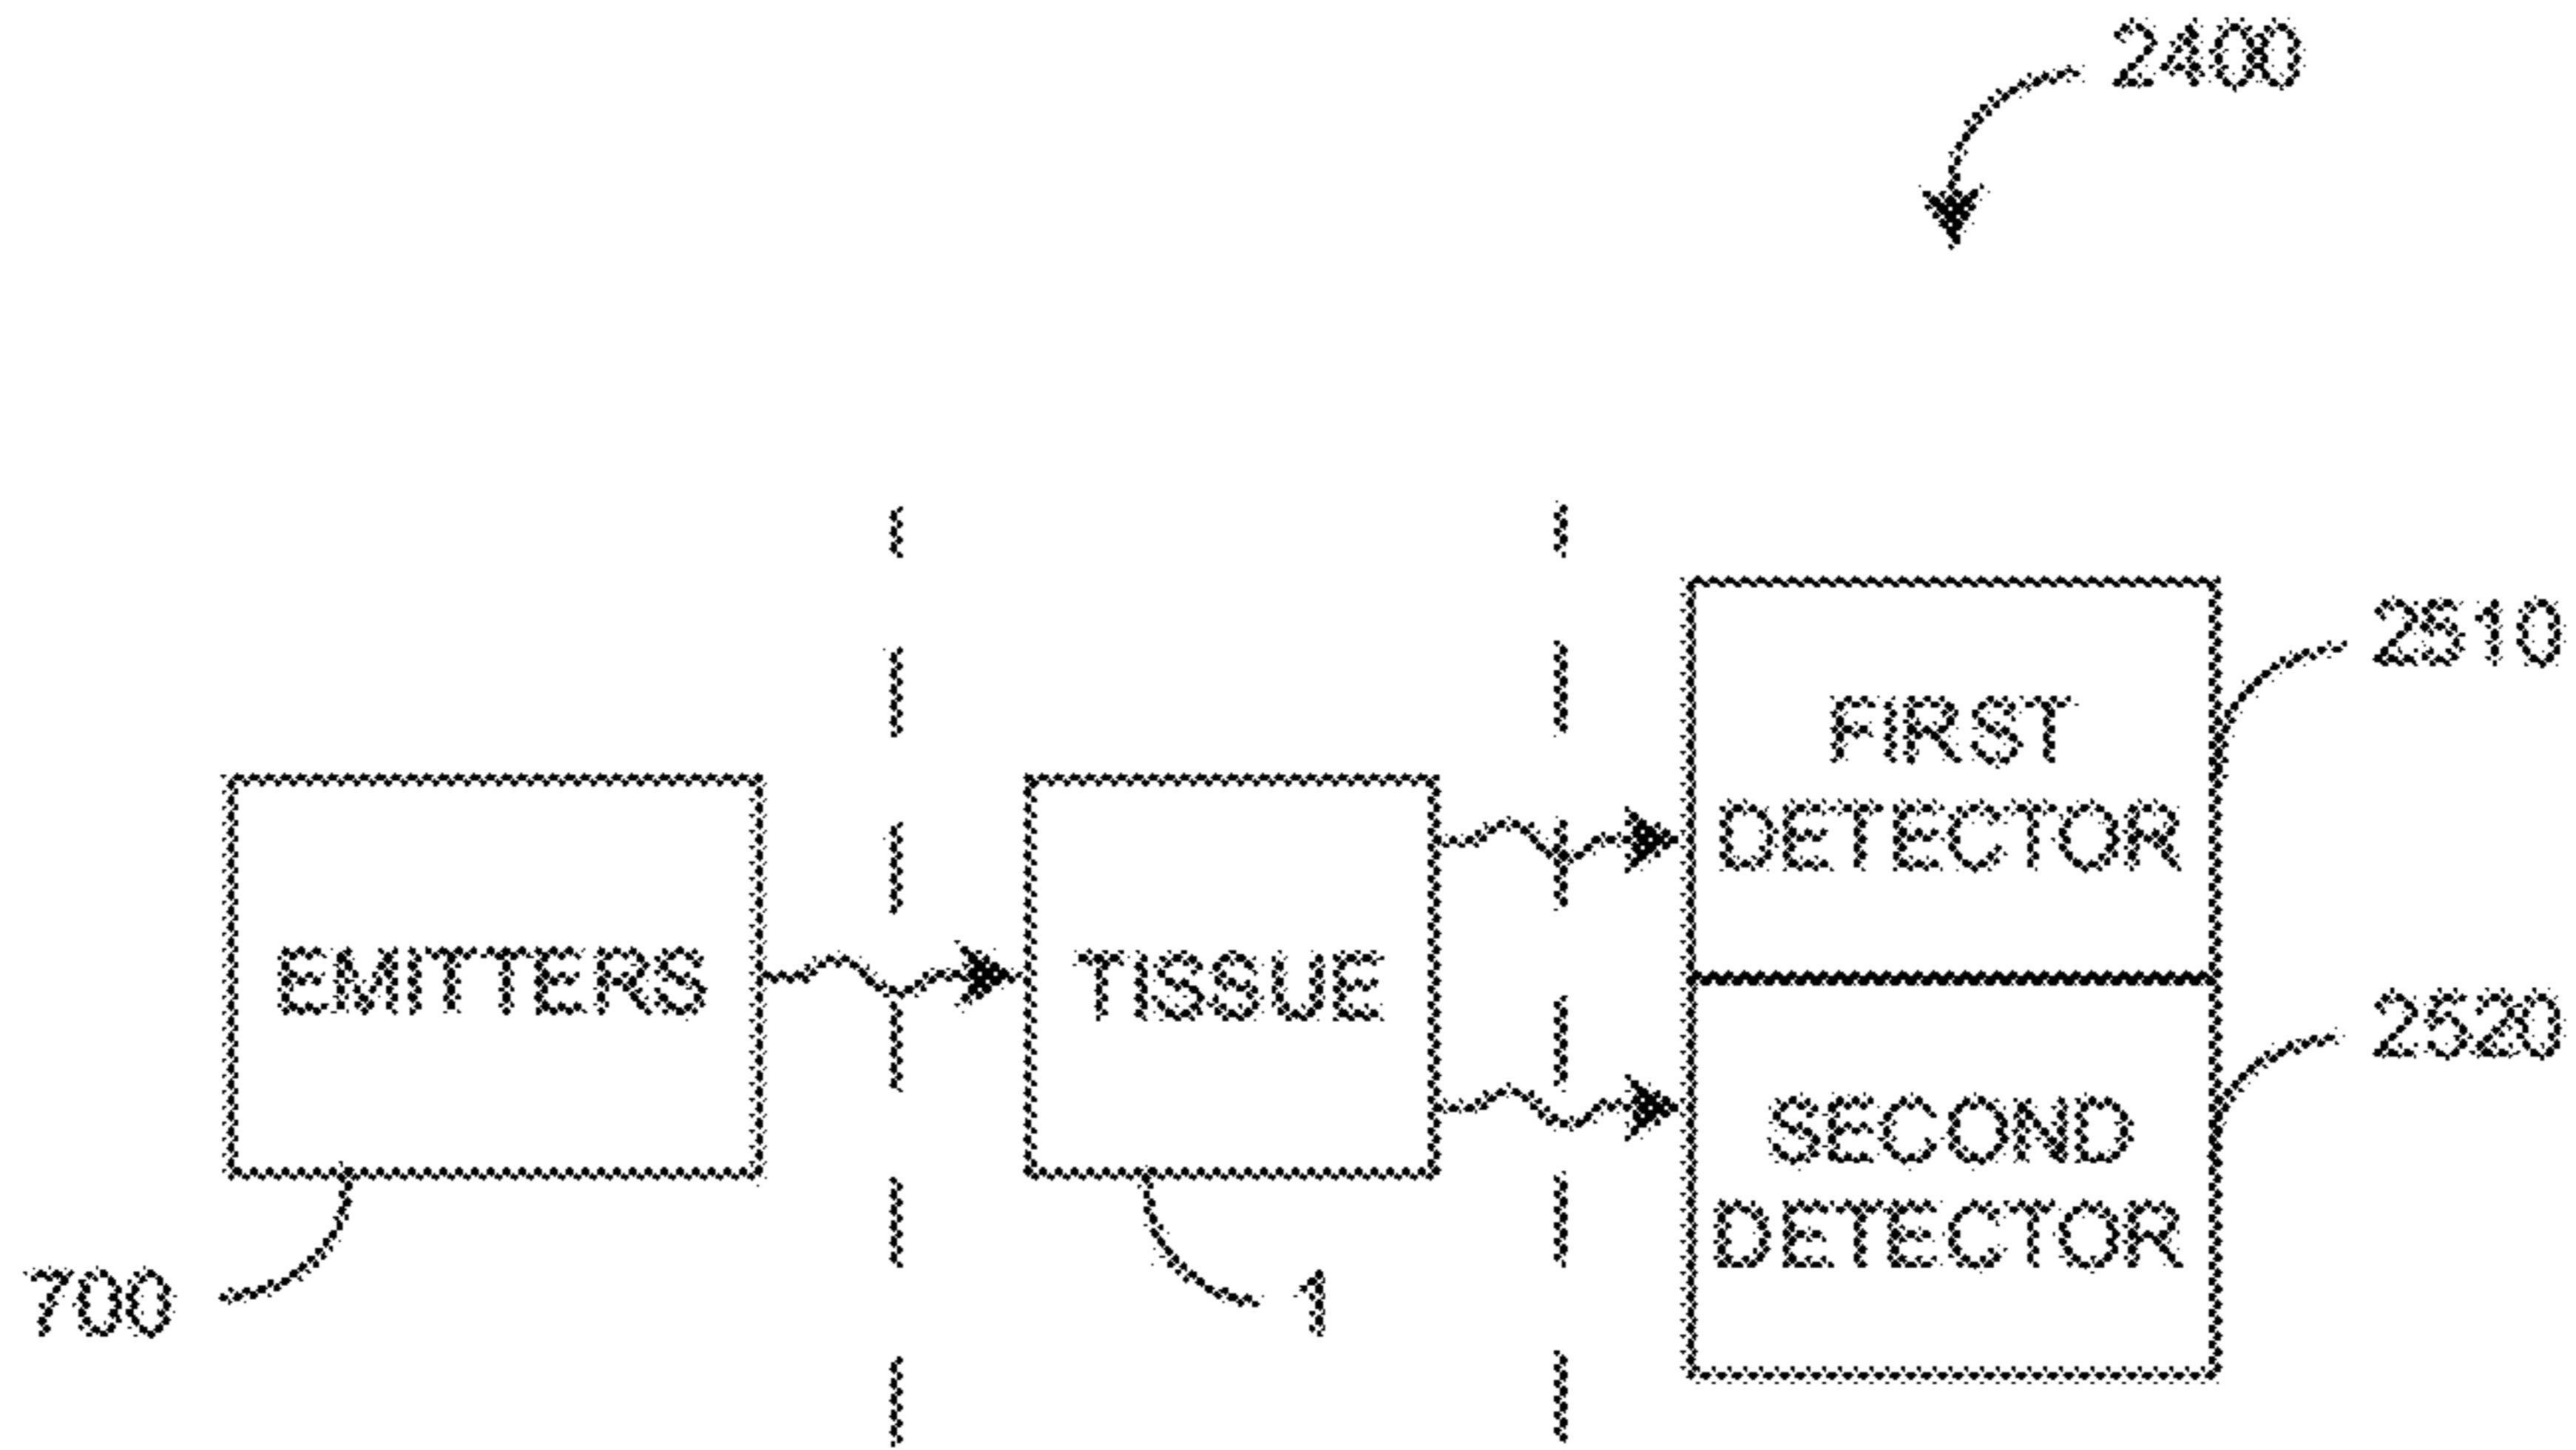 2400
2510
FIRST
DETECTOR
EMITTERS
TISSUE
2520
SECOND
DETECTOR
700
1